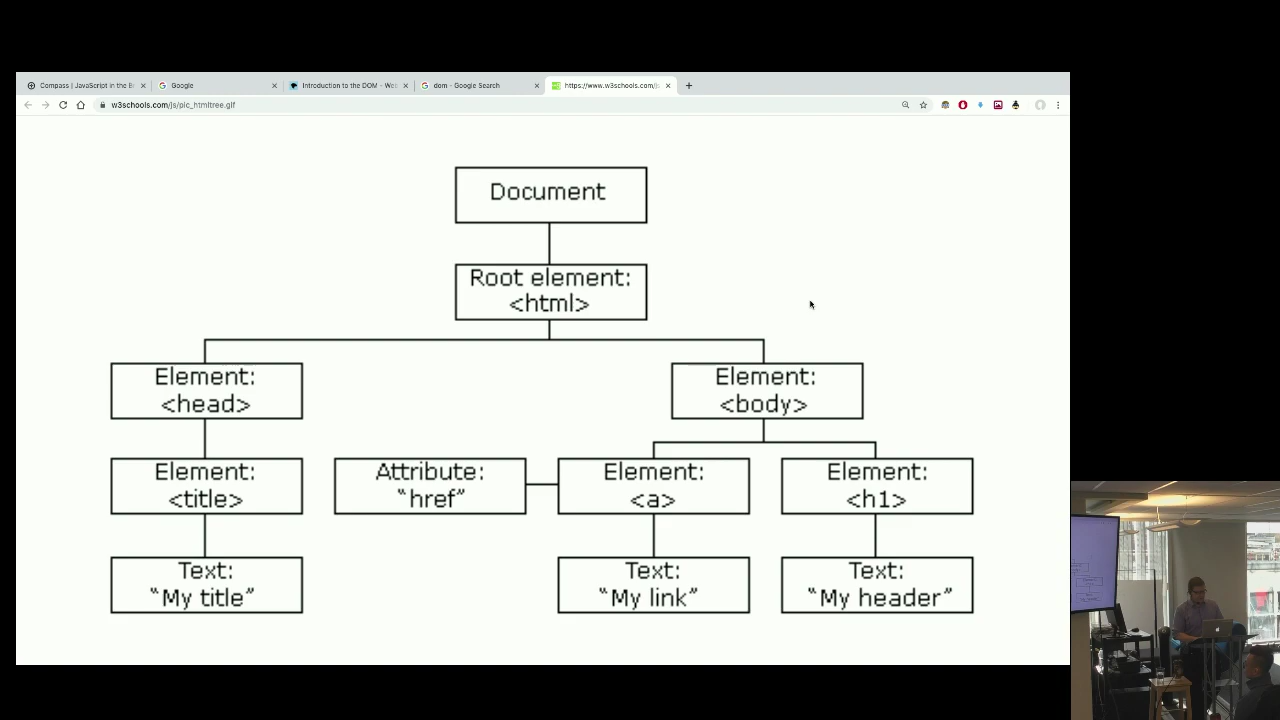 Compass | JavaScript in the B
Google
Introduction to the DOM - We
dom - Google Search
https://www.w3schools.com/j
w3schools.com/js/pic_htmltree.gif
Document
Root element:
<html>
Element:
<head>
Element:
<body>
Element:
<title>
Attribute:
"href"
Element:
<a>
Element:
<h1>
Text:
"My title"
Text:
"My link"
Text:
"My header"